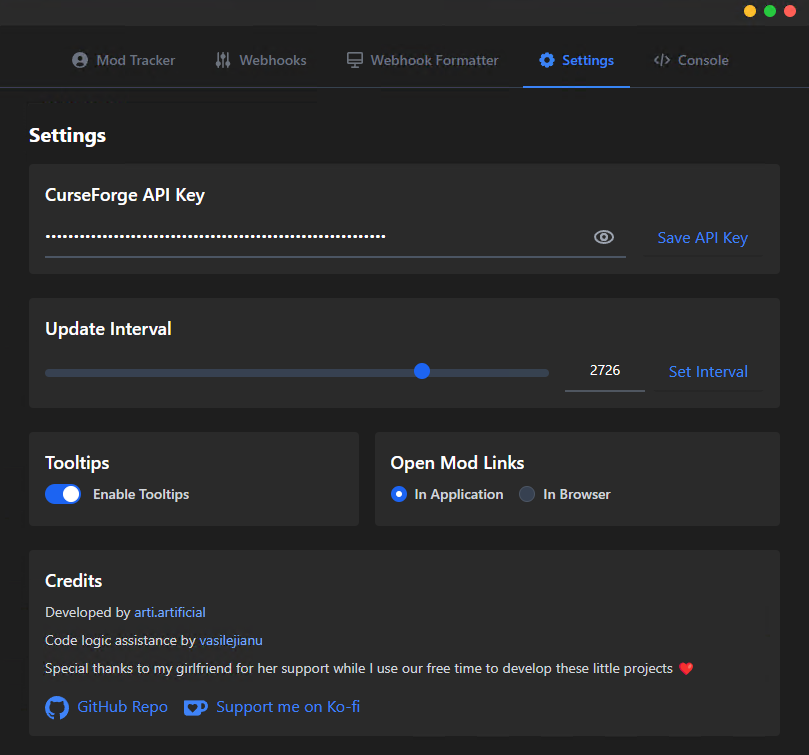 Mod Tracker Webhooks Webhook Formatter Settings Console
Settings
CurseForge API Key
•••••••••••••••••••••••••••••••••••••••••••••••••••••••••••• Save API Key
Update Interval
2726 Set Interval
Tooltips
Enable Tooltips
Open Mod Links
In Application In Browser
Credits
Developed by arti.artificial
Code logic assistance by vasilejianu
Special thanks to my girlfriend for her support while I use our free time to develop these little projects ❤️
GitHub Repo Support me on Ko-fi